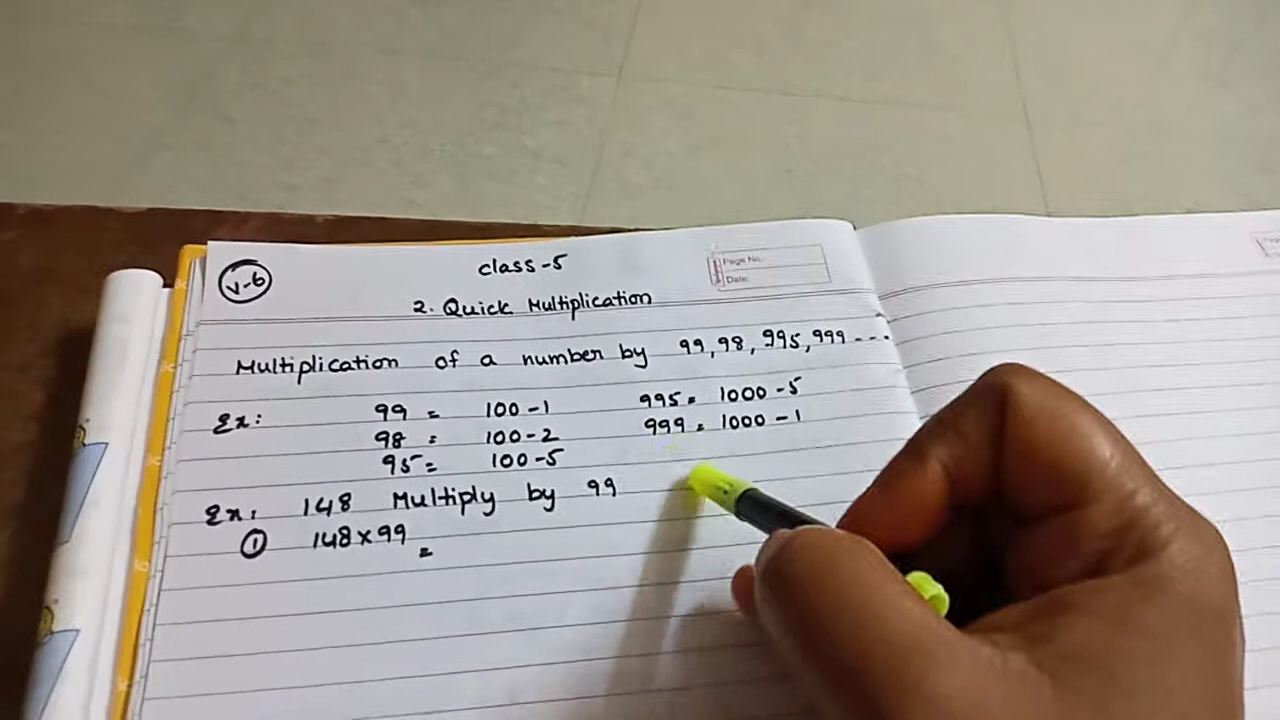 V-6
class-5
Page No.
Date:
2. Quick Multiplication
Multiplication of a number by 99, 98, 995, 999 ---
Ex: 99 = 100-1 995 = 1000-5
98 = 100-2 999 = 1000-1
95 = 100-5
Ex: 148 Multiply by 99
① 148×99 =